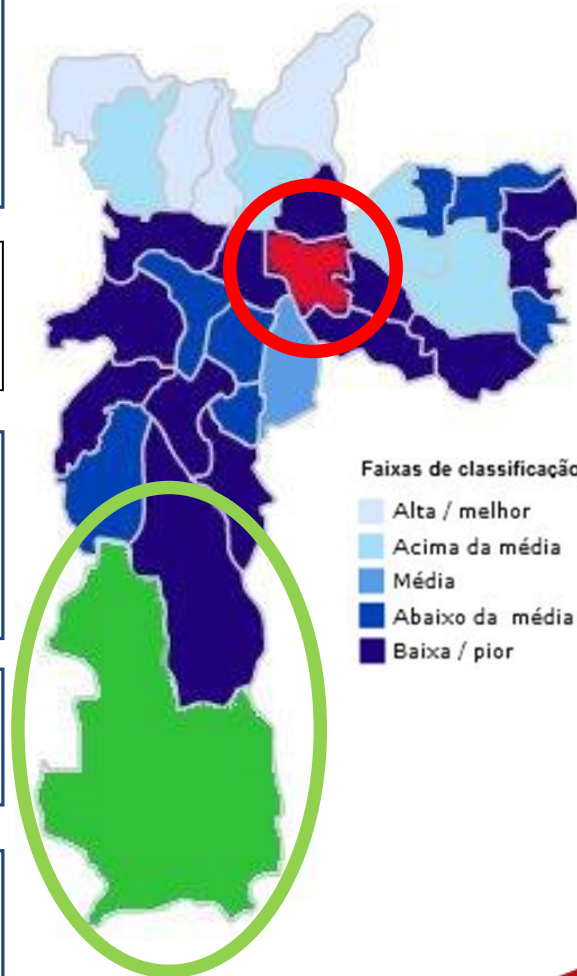 Faixas de classificação
Alta / melhor
Acima da média
Média
Abaixo da média
Baixa / pior